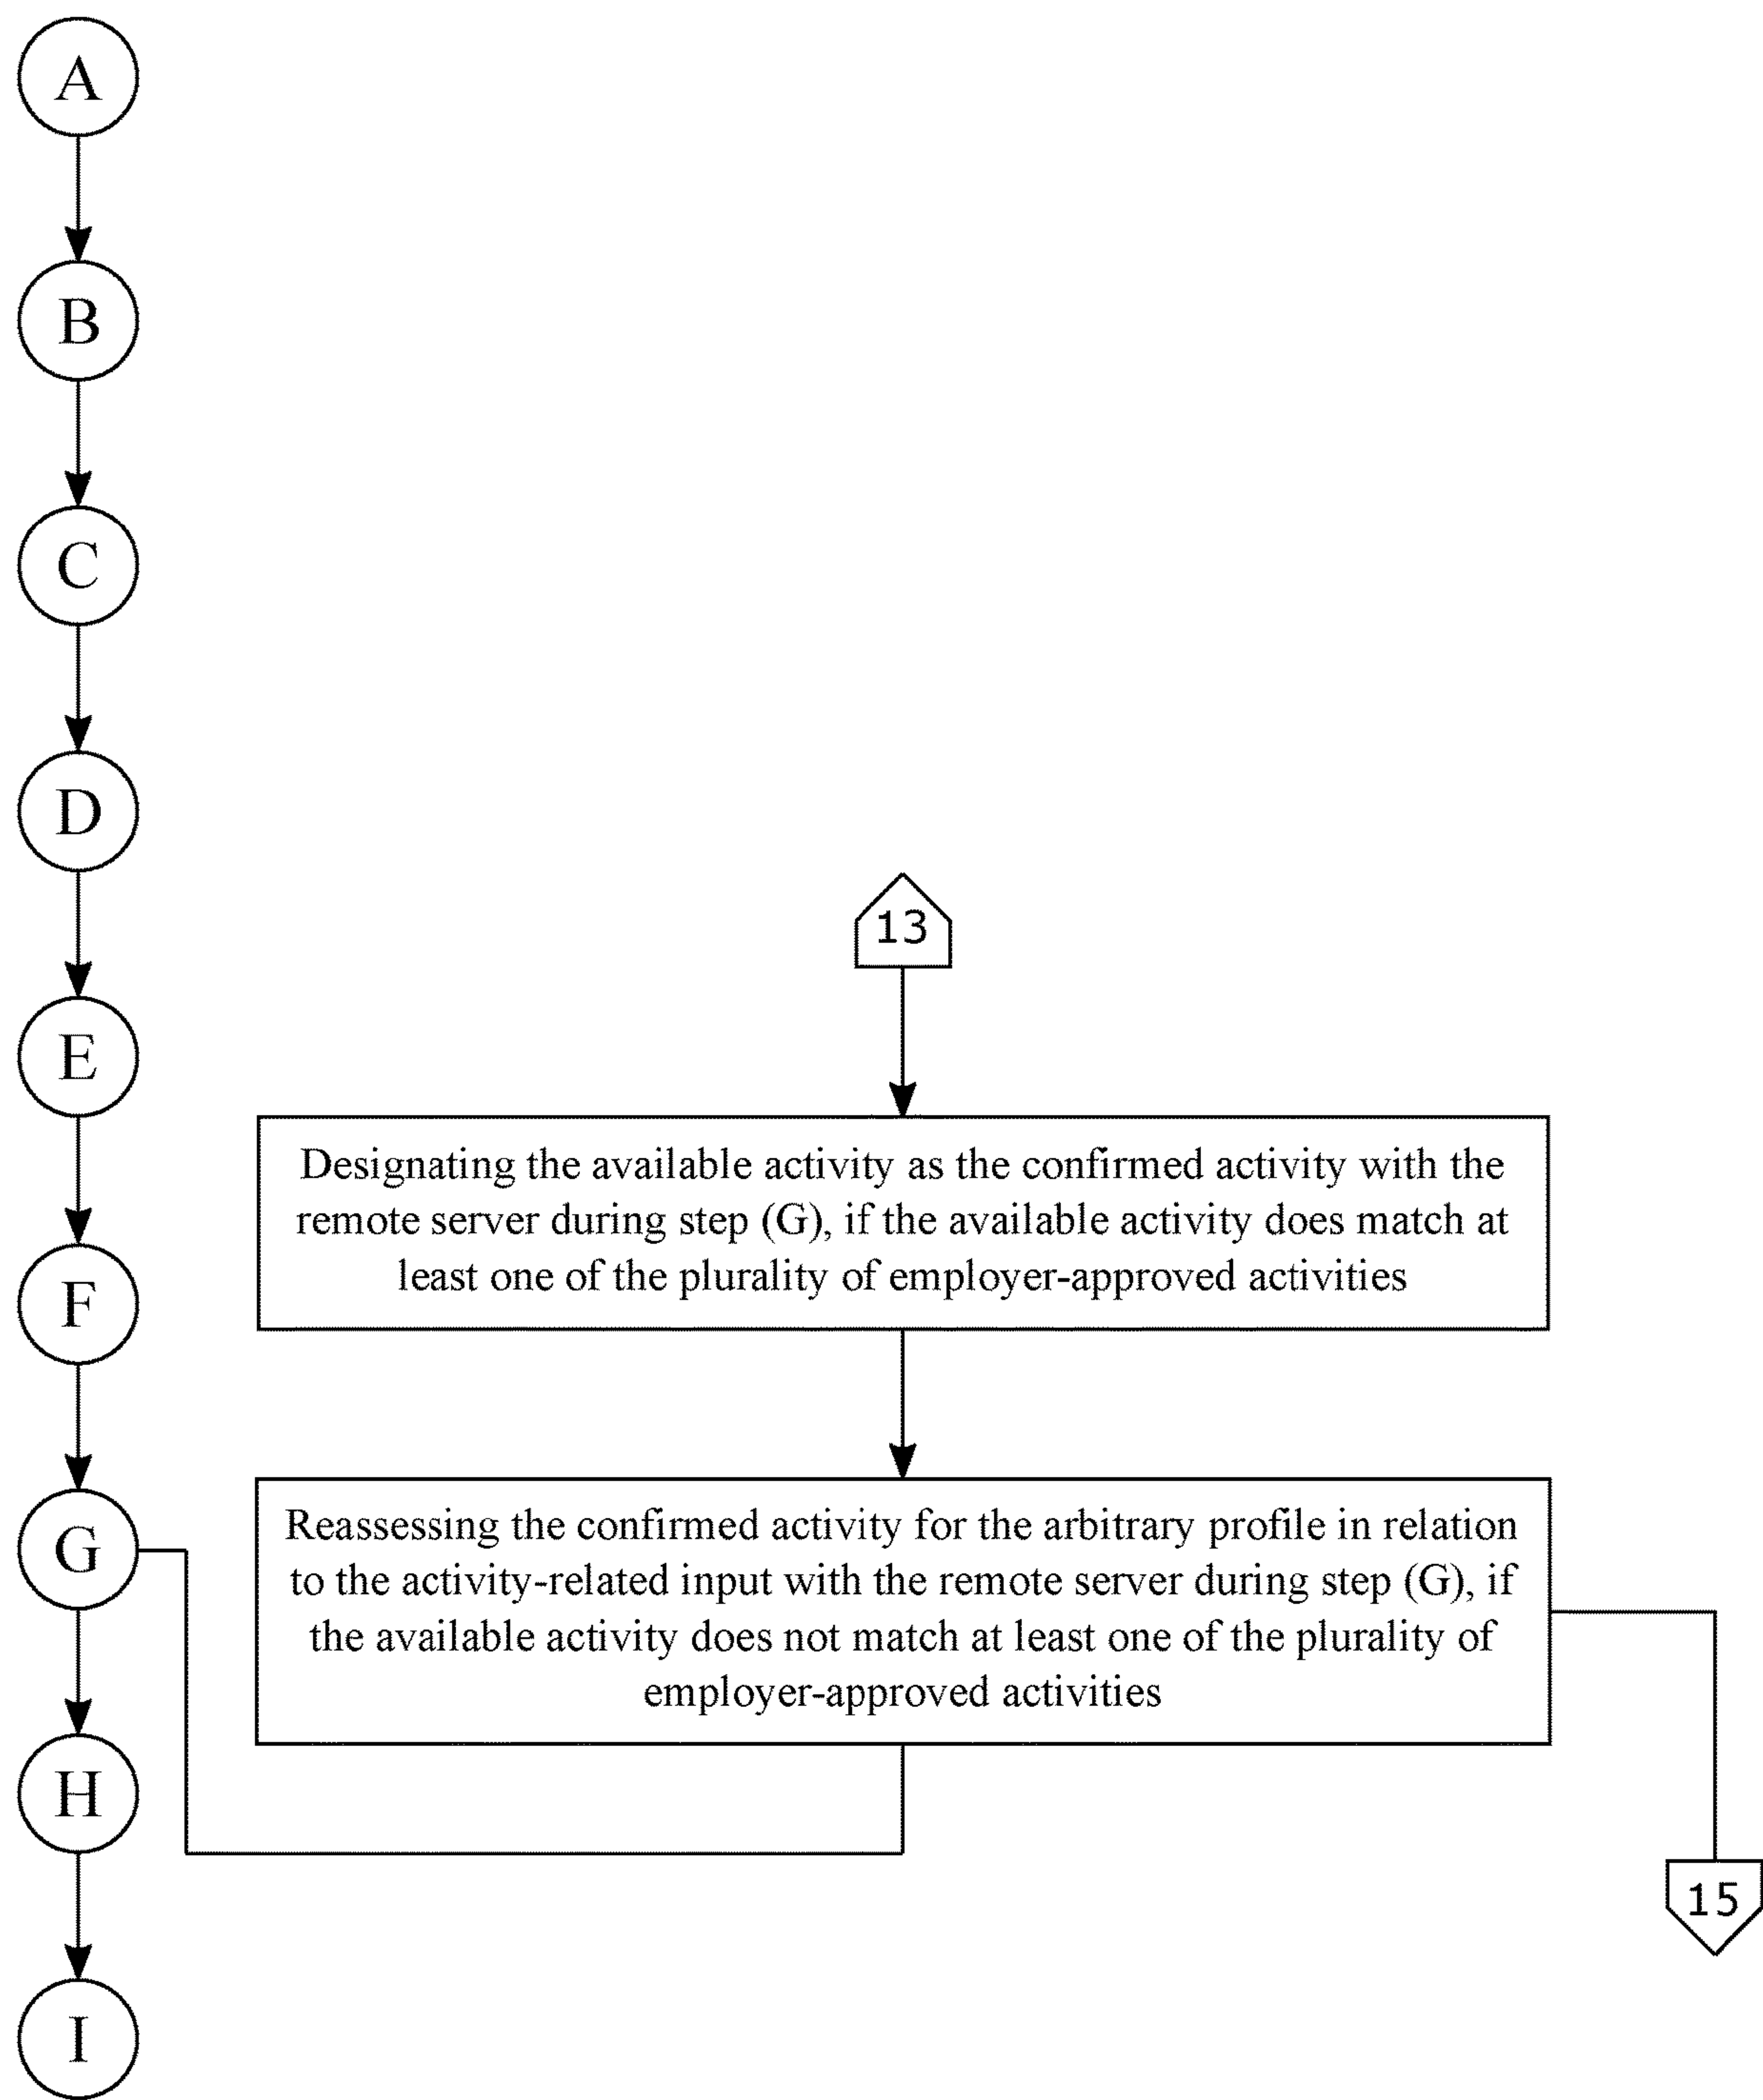 A
B
C
D
13
E
Designating the available activity as the confirmed activity with the
remote server during step (G), if the available activity does match at
least one of the plurality of employer-approved activities
F
G
Reassessing the confirmed activity for the arbitrary profile in relation
to the activity-related input with the remote server during step (G), if
the available activity does not match at least one of the plurality of
employer-approved activities
H
15
I